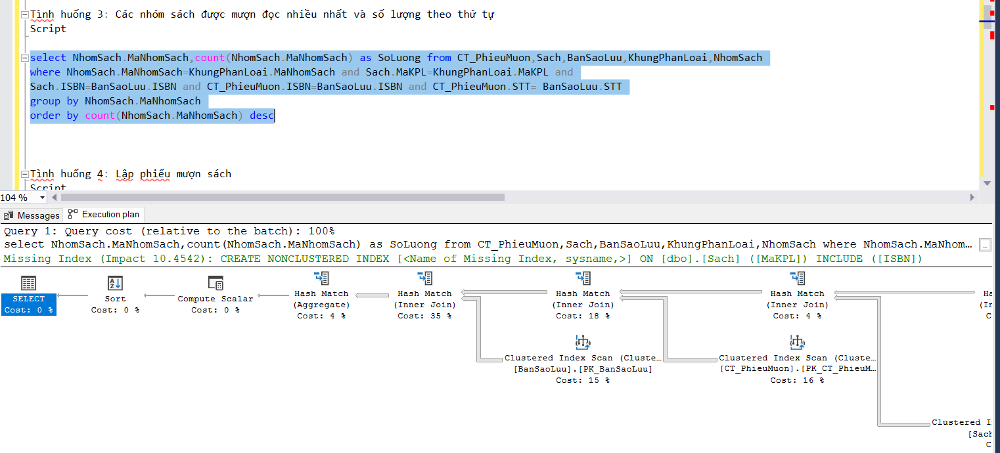 Tình huống 3: Các nhóm sách được mượn đọc nhiều nhất và số lượng theo thứ tự
Script
select NhomSach.MaNhomSach,count(NhomSach.MaNhomSach) as SoLuong from CT_PhieuMuon,Sach,BanSaoLuu,KhungPhanLoai,NhomSach
where NhomSach.MaNhomSach=KhungPhanLoai.MaNhomSach and Sach.MaKPL=KhungPhanLoai.MaKPL and
Sach.ISBN=BanSaoLuu.ISBN and CT_PhieuMuon.ISBN=BanSaoLuu.ISBN and CT_PhieuMuon.STT= BanSaoLuu.STT
group by NhomSach.MaNhomSach
order by count(NhomSach.MaNhomSach) desc
Tình huống 4: Lập phiếu mượn sách
Script
104 %
Messages Execution plan
Query 1: Query cost (relative to the batch): 100%
select NhomSach.MaNhomSach,count(NhomSach.MaNhomSach) as SoLuong from CT_PhieuMuon,Sach,BanSaoLuu,KhungPhanLoai,NhomSach where NhomSach.MaNhom…
Missing Index (Impact 10.4542): CREATE NONCLUSTERED INDEX [<Name of Missing Index, sysname,>] ON [dbo].[Sach] ([MaKPL]) INCLUDE ([ISBN])
SELECT
Cost: 0 %
Sort
Cost: 0 %
Compute Scalar
Cost: 0 %
Hash Match
(Aggregate)
Cost: 4 %
Hash Match
(Inner Join)
Cost: 35 %
Hash Match
(Inner Join)
Cost: 18 %
Hash Match
(Inner Join)
Cost: 4 %
Clustered Index Scan (Cluste…
[BanSaoLuu].[PK_BanSaoLuu]
Cost: 15 %
Clustered Index Scan (Cluste…
[CT_PhieuMuon].[PK_CT_PhieuM…
Cost: 16 %
Clustered I
[Sach